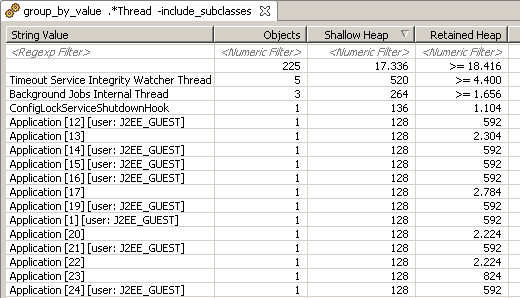 group_by_value .*Thread -include_subclasses
String Value Objects Shallow Heap Retained Heap
<Regexp Filter> <Numeric Filter> <Numeric Filter> <Numeric Filter>
225 17.336 >= 18.416
Timeout Service Integrity Watcher Thread 5 520 >= 4.400
Background Jobs Internal Thread 3 264 >= 1.656
ConfigLockServiceShutdownHook 1 136 1.104
Application [12] [user: J2EE_GUEST] 1 128 592
Application [13] 1 128 2.304
Application [14] [user: J2EE_GUEST] 1 128 592
Application [15] [user: J2EE_GUEST] 1 128 592
Application [16] [user: J2EE_GUEST] 1 128 592
Application [17] 1 128 2.784
Application [19] [user: J2EE_GUEST] 1 128 592
Application [1] [user: J2EE_GUEST] 1 128 592
Application [20] 1 128 2.224
Application [21] [user: J2EE_GUEST] 1 128 592
Application [22] 1 128 2.224
Application [23] 1 128 824
Application [24] [user: J2EE_GUEST] 1 128 592